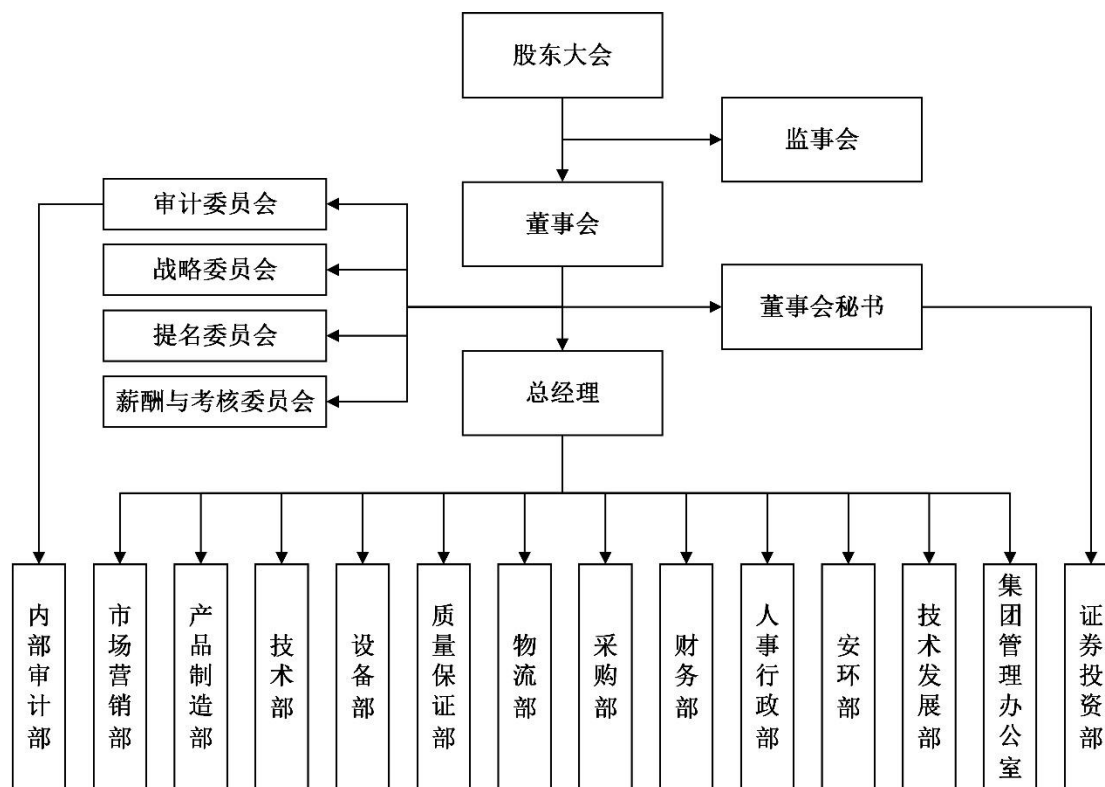 股东大会
监事会
审计委员会
董事会
战略委员会
董事会秘书
提名委员会
总经理
薪酬与考核委员会
内部审计部
市场营销部
产品制造部
技术部
设备部
质量保证部
物流部
采购部
财务部
人事行政部
安环部
技术发展部
集团管理办公室
证券投资部